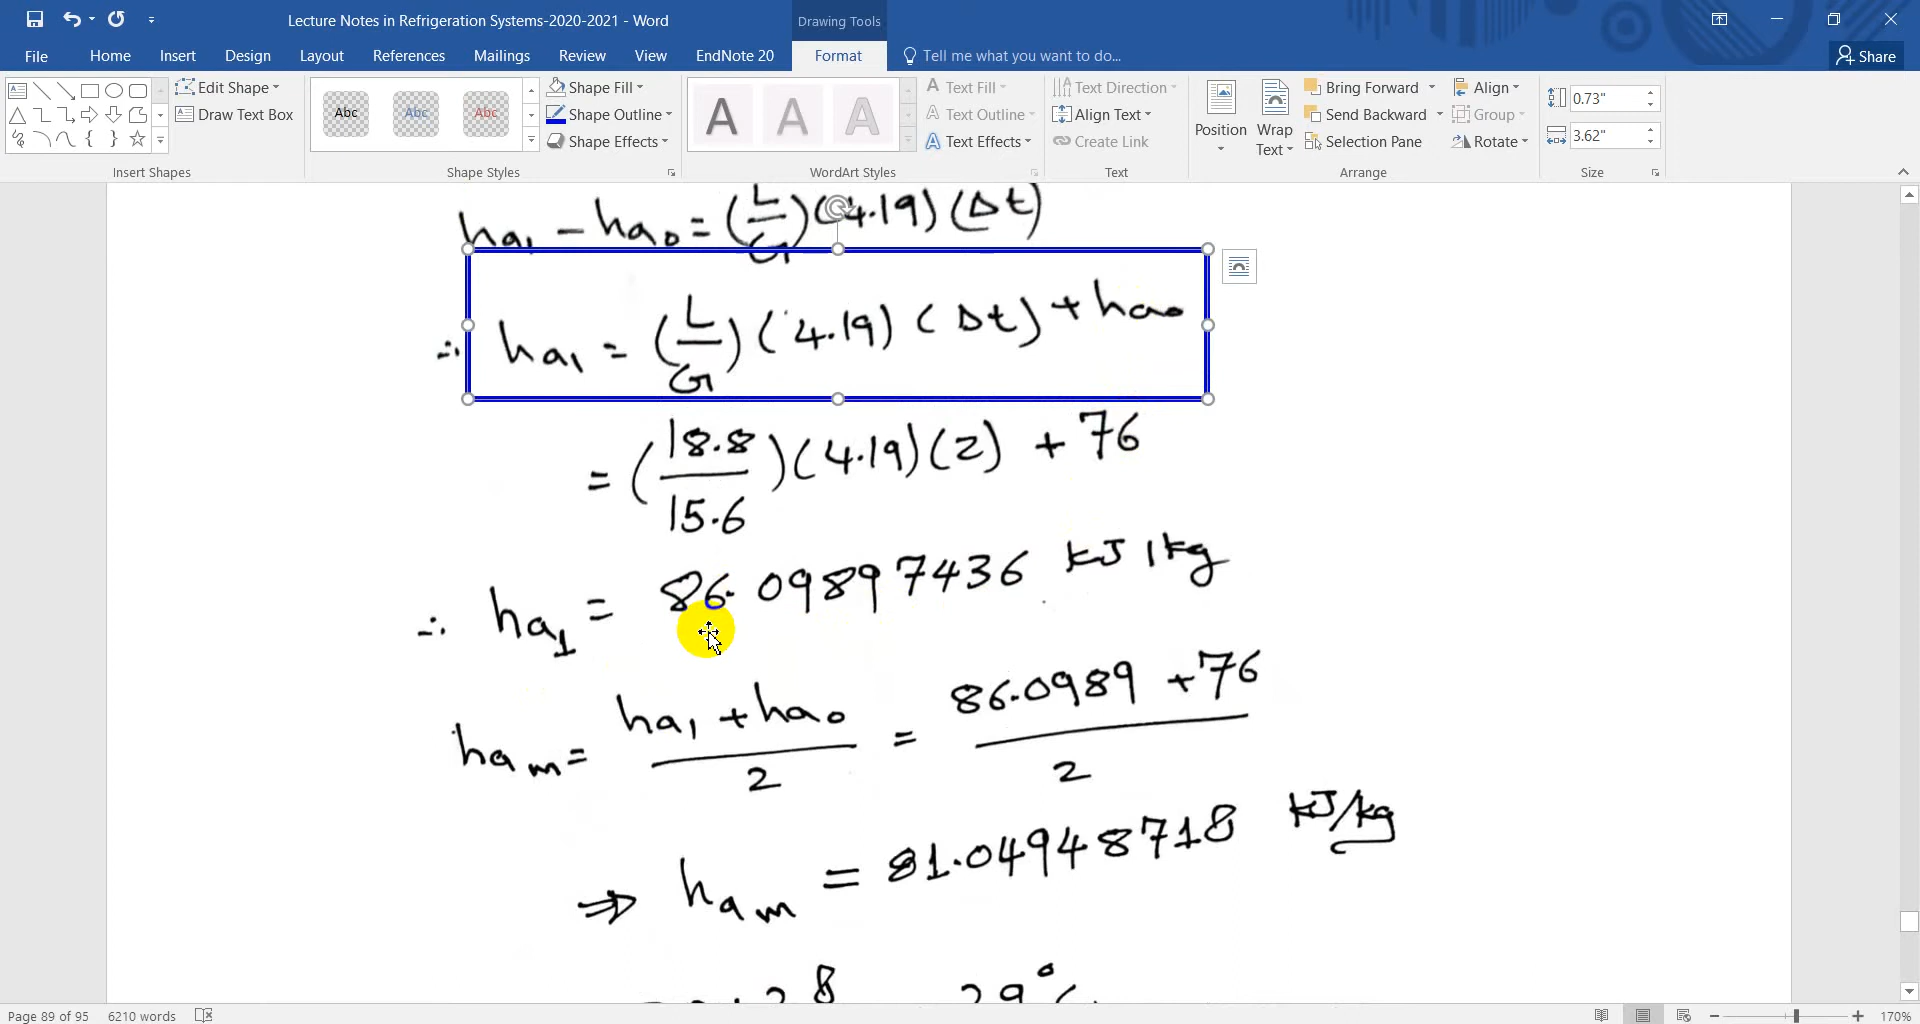 Lecture Notes in Refrigeration Systems-2020-2021 - Word
Drawing Tools
File Home Insert Design Layout References Mailings Review View EndNote 20 Format Tell me what you want to do... Share
Edit Shape
Draw Text Box
Insert Shapes
Abc Abc Abc
Shape Fill
Shape Outline
Shape Effects
Shape Styles
A A A
Text Fill
Text Outline
Text Effects
WordArt Styles
Text Direction
Align Text
Create Link
Text
Position
Wrap Text
Bring Forward
Send Backward
Selection Pane
Align
Group
Rotate
Arrange
0.73"
3.62"
Size
ha₁ - ha₀ = (L/G)(4.19)(Δt)
∴ ha₁ = (L/G)(4.19)(Δt) + ha₀
= (18.8/15.6)(4.19)(2) + 76
∴ ha₁ = 86.09897436 kJ/kg
ha m = (ha₁ + ha₀)/2 = (86.0989 + 76)/2
⇒ ha m = 81.04948718 kJ/kg
Page 89 of 95 6210 words 170%